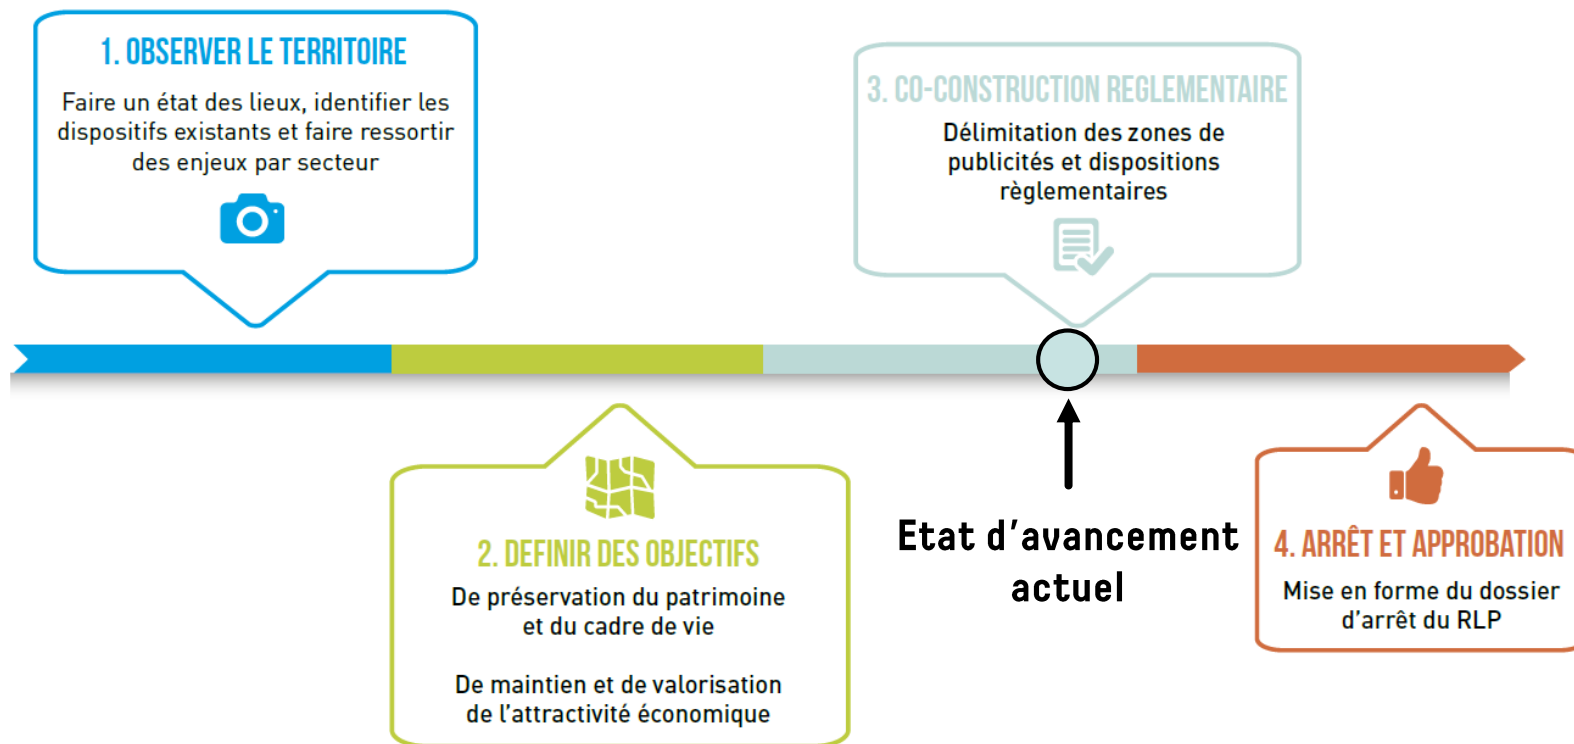 1. OBSERVER LE TERRITOIRE
Faire un état des lieux, identifier les
dispositifs existants et faire ressortir
des enjeux par secteur
3. CO-CONSTRUCTION REGLEMENTAIRE
Délimitation des zones de
publicités et dispositions
règlementaires
2. DEFINIR DES OBJECTIFS
De préservation du patrimoine
et du cadre de vie
De maintien et de valorisation
de l'attractivité économique
Etat d'avancement
actuel
4. ARRÊT ET APPROBATION
Mise en forme du dossier
d'arrêt du RLP